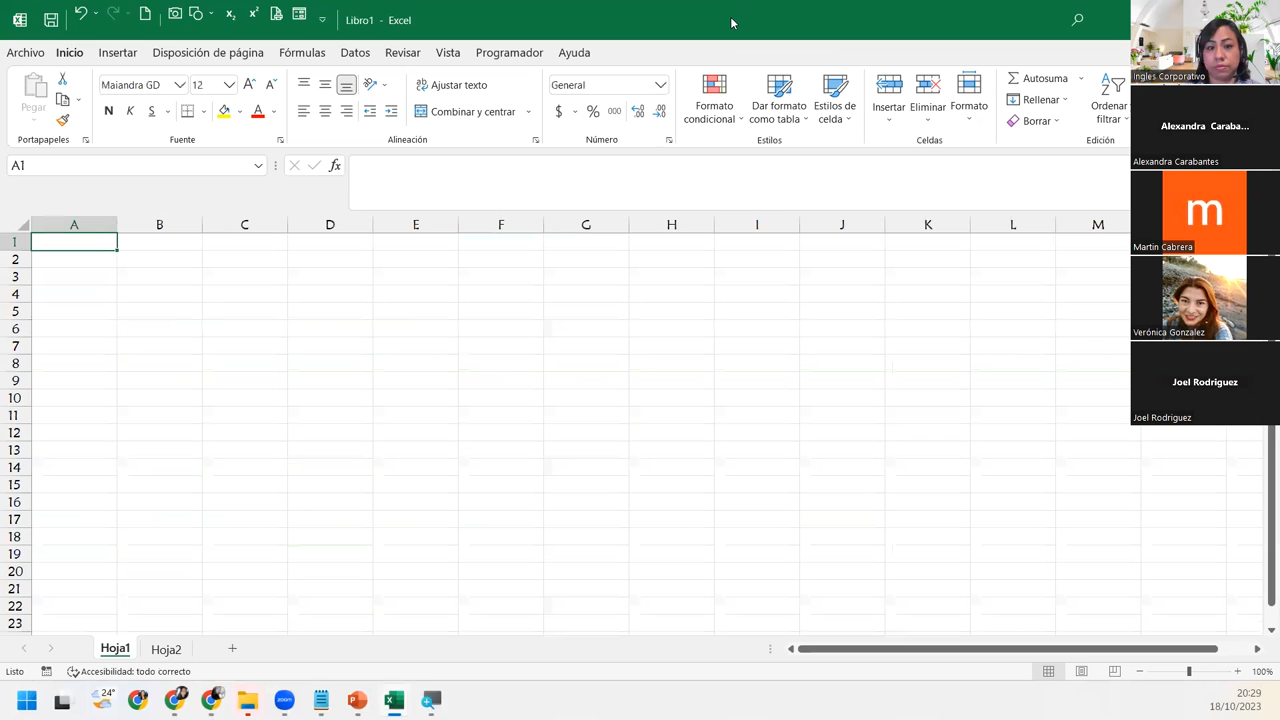 Libro1 - Excel
Archivo Inicio Insertar Disposición de página Fórmulas Datos Revisar Vista Programador Ayuda
Pegar
Portapapeles
Maiandra GD 12
N K S
Fuente
Ajustar texto
Combinar y centrar
Alineación
General
$ % 000
Número
Formato condicional
Dar formato como tabla
Estilos de celda
Estilos
Insertar
Eliminar
Formato
Celdas
Autosuma
Rellenar
Borrar
Ordenar
filtrar
Edición
A1
fx
A B C D E F G H I J K L M
1
2
3
4
5
6
7
8
9
10
11
12
13
14
15
16
17
18
19
20
21
22
23
Ingles Corporativo
Alexandra Caraba...
Alexandra Carabantes
m
Martin Cabrera
Verónica Gonzalez
Joel Rodriguez
Joel Rodriguez
Hoja1 Hoja2
Listo
Accesibilidad: todo correcto
100%
24°
zoom
20:29
18/10/2023